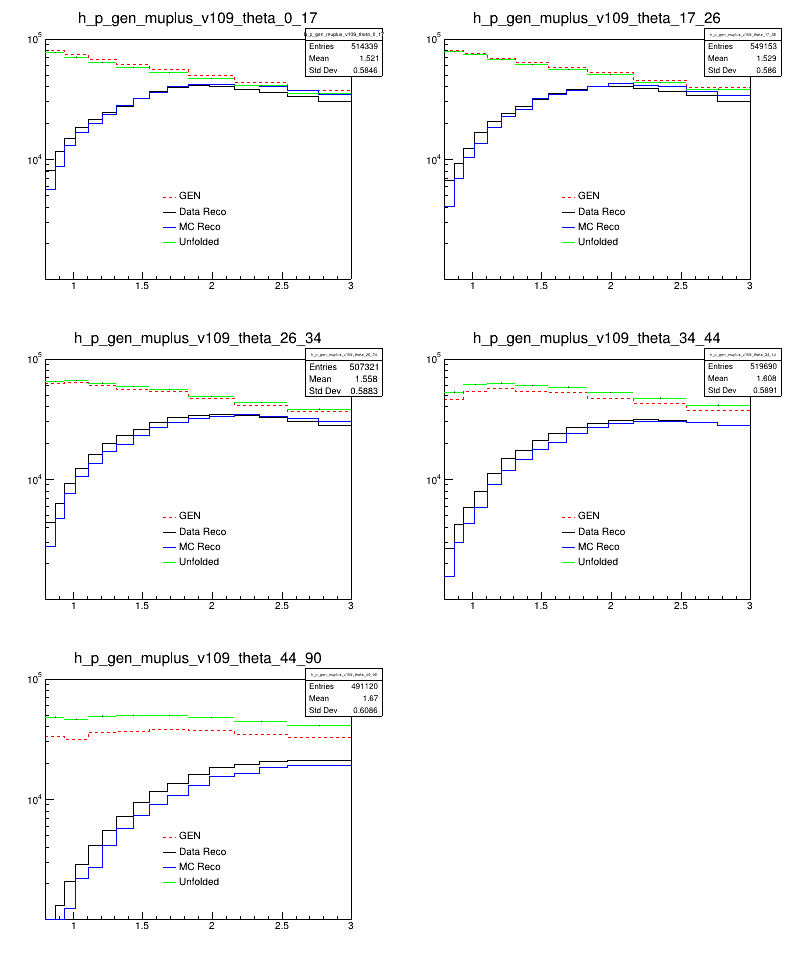 h_p_gen_muplus_v109_theta_0_17
h_p_gen_muplus_v109_theta_0_17
Entries 514339
Mean 1.521
Std Dev 0.5846
10^5
10^4
GEN
Data Reco
MC Reco
Unfolded
1 1.5 2 2.5 3
h_p_gen_muplus_v109_theta_17_26
h_p_gen_muplus_v109_theta_17_26
Entries 549153
Mean 1.529
Std Dev 0.586
10^5
10^4
GEN
Data Reco
MC Reco
Unfolded
1 1.5 2 2.5 3
h_p_gen_muplus_v109_theta_26_34
h_p_gen_muplus_v109_theta_26_34
Entries 507321
Mean 1.558
Std Dev 0.5883
10^5
10^4
GEN
Data Reco
MC Reco
Unfolded
1 1.5 2 2.5 3
h_p_gen_muplus_v109_theta_34_44
h_p_gen_muplus_v109_theta_34_44
Entries 519690
Mean 1.608
Std Dev 0.5891
10^5
10^4
GEN
Data Reco
MC Reco
Unfolded
1 1.5 2 2.5 3
h_p_gen_muplus_v109_theta_44_90
h_p_gen_muplus_v109_theta_44_90
Entries 491120
Mean 1.67
Std Dev 0.6086
10^5
10^4
GEN
Data Reco
MC Reco
Unfolded
1 1.5 2 2.5 3